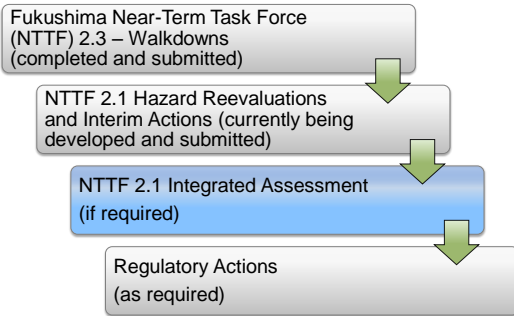 Fukushima Near-Term Task Force
(NTTF) 2.3 – Walkdowns
(completed and submitted)
NTTF 2.1 Hazard Reevaluations
and Interim Actions (currently being
developed and submitted)
NTTF 2.1 Integrated Assessment
(if required)
Regulatory Actions
(as required)